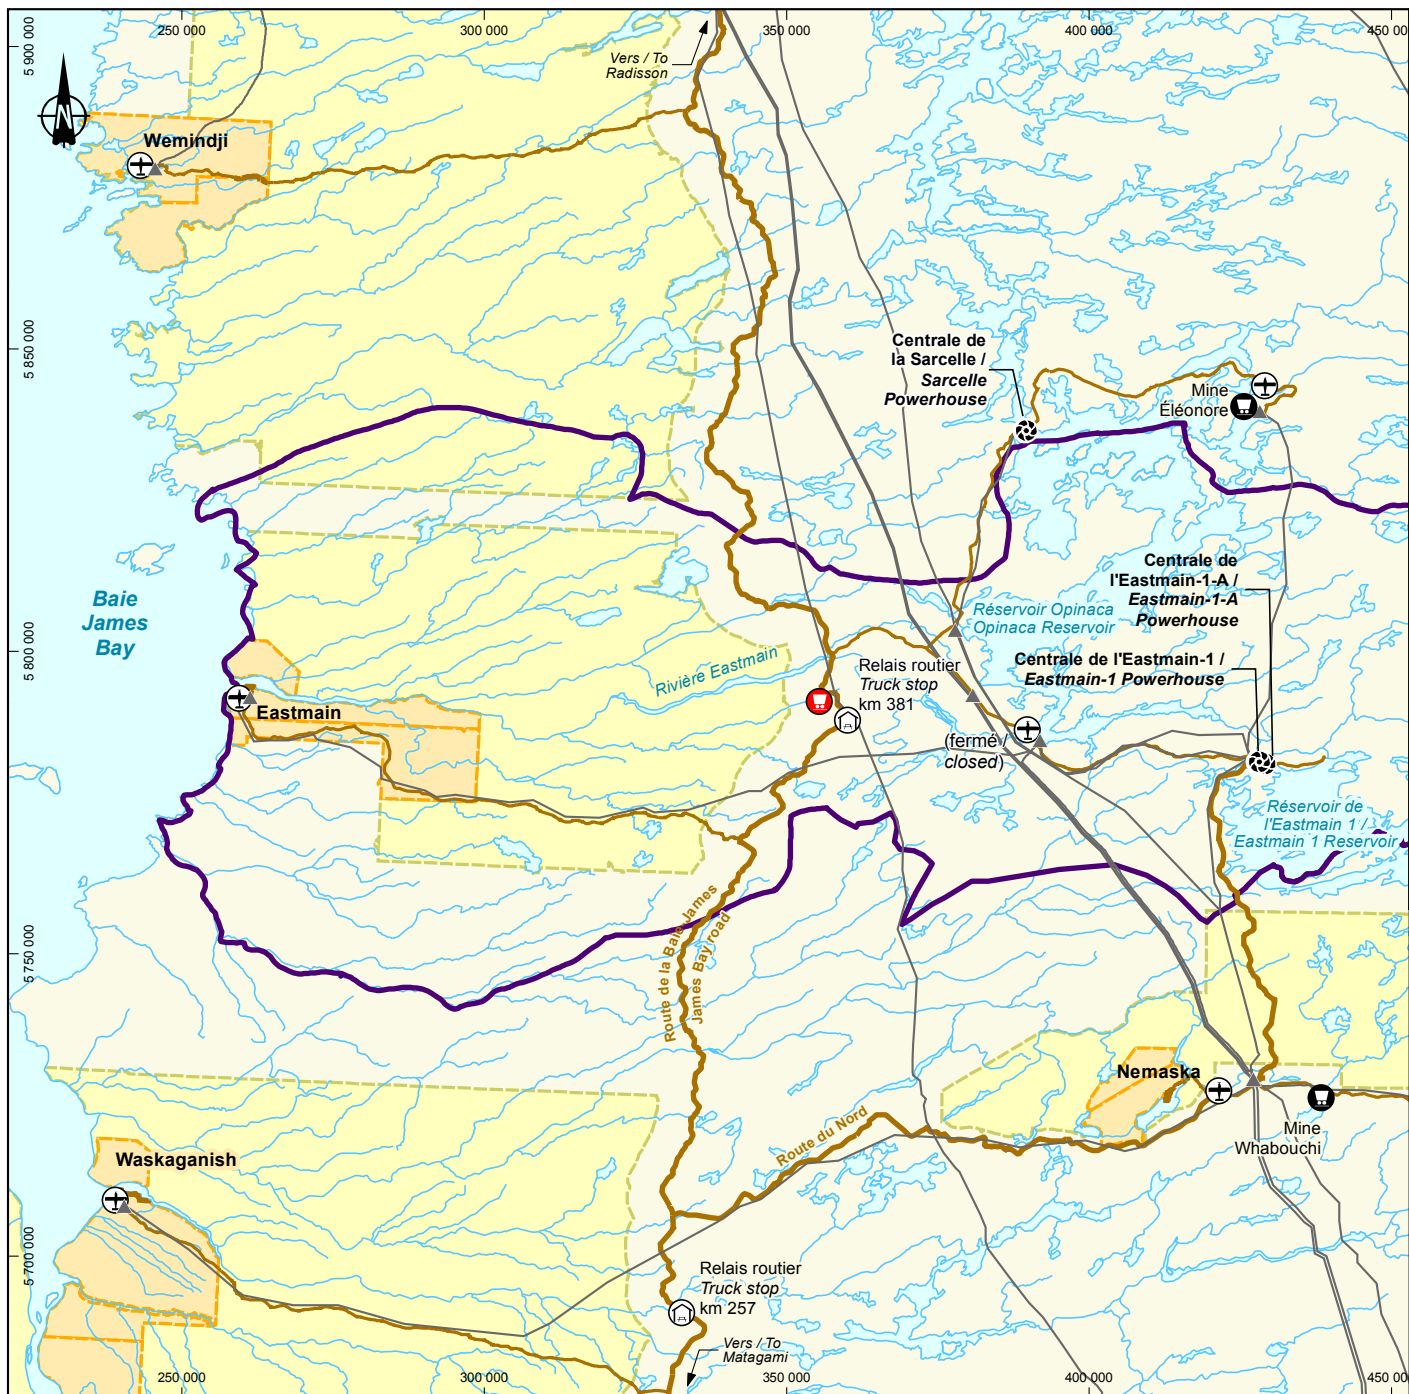 250 000
300 000
350 000
400 000
450 00
5 900 000
Vers / To
Radisson
N
Wemindji
5 850 000
Centrale de
la Sarcelle /
Sarcelle
Powerhouse
Mine
Éléonore
Baie
James
Bay
Centrale de
l'Eastmain-1-A /
Eastmain-1-A
Powerhouse
Réservoir Opinaca
Opinaca Reservoir
5 800 000
Rivière Eastmain
Relais routier
Truck stop
km 381
Centrale de l'Eastmain-1 /
Eastmain-1 Powerhouse
Eastmain
(fermé /
closed)
Réservoir de
l'Eastmain 1 /
Eastmain 1 Reservoir
Route de la Baie James
James Bay road
5 750 000
Nemaska
Mine
Whabouchi
Route du Nord
Waskaganish
5 700 000
Relais routier
Truck stop
km 257
Vers / To
Matagami
250 000
300 000
350 000
400 000
450 00